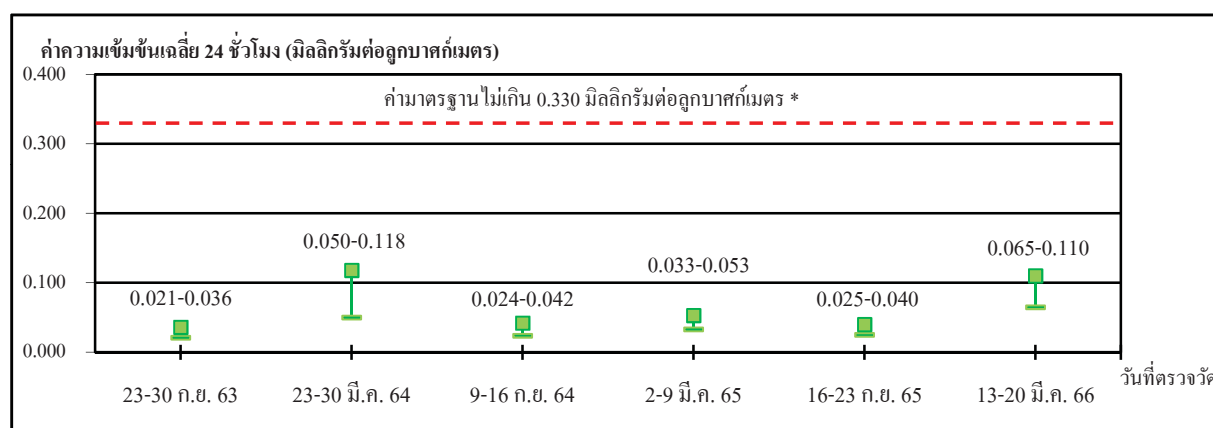 ค่าความเข้มข้นเฉลี่ย 24 ชั่วโมง (มิลลิกรัมต่อลูกบาศก์เมตร)
0.400
ค่ามาตรฐานไม่เกิน 0.330 มิลลิกรัมต่อลูกบาศก์เมตร *
0.300
0.200
0.050-0.118
0.065-0.110
0.033-0.053
0.100
0.021-0.036
0.024-0.042
0.025-0.040
0.000
วันที่ตรวจวัด
23-30 ก.ย. 63
23-30 มี.ค. 64
9-16 ก.ย. 64
2-9 มี.ค. 65
16-23 ก.ย. 65
13-20 มี.ค. 66